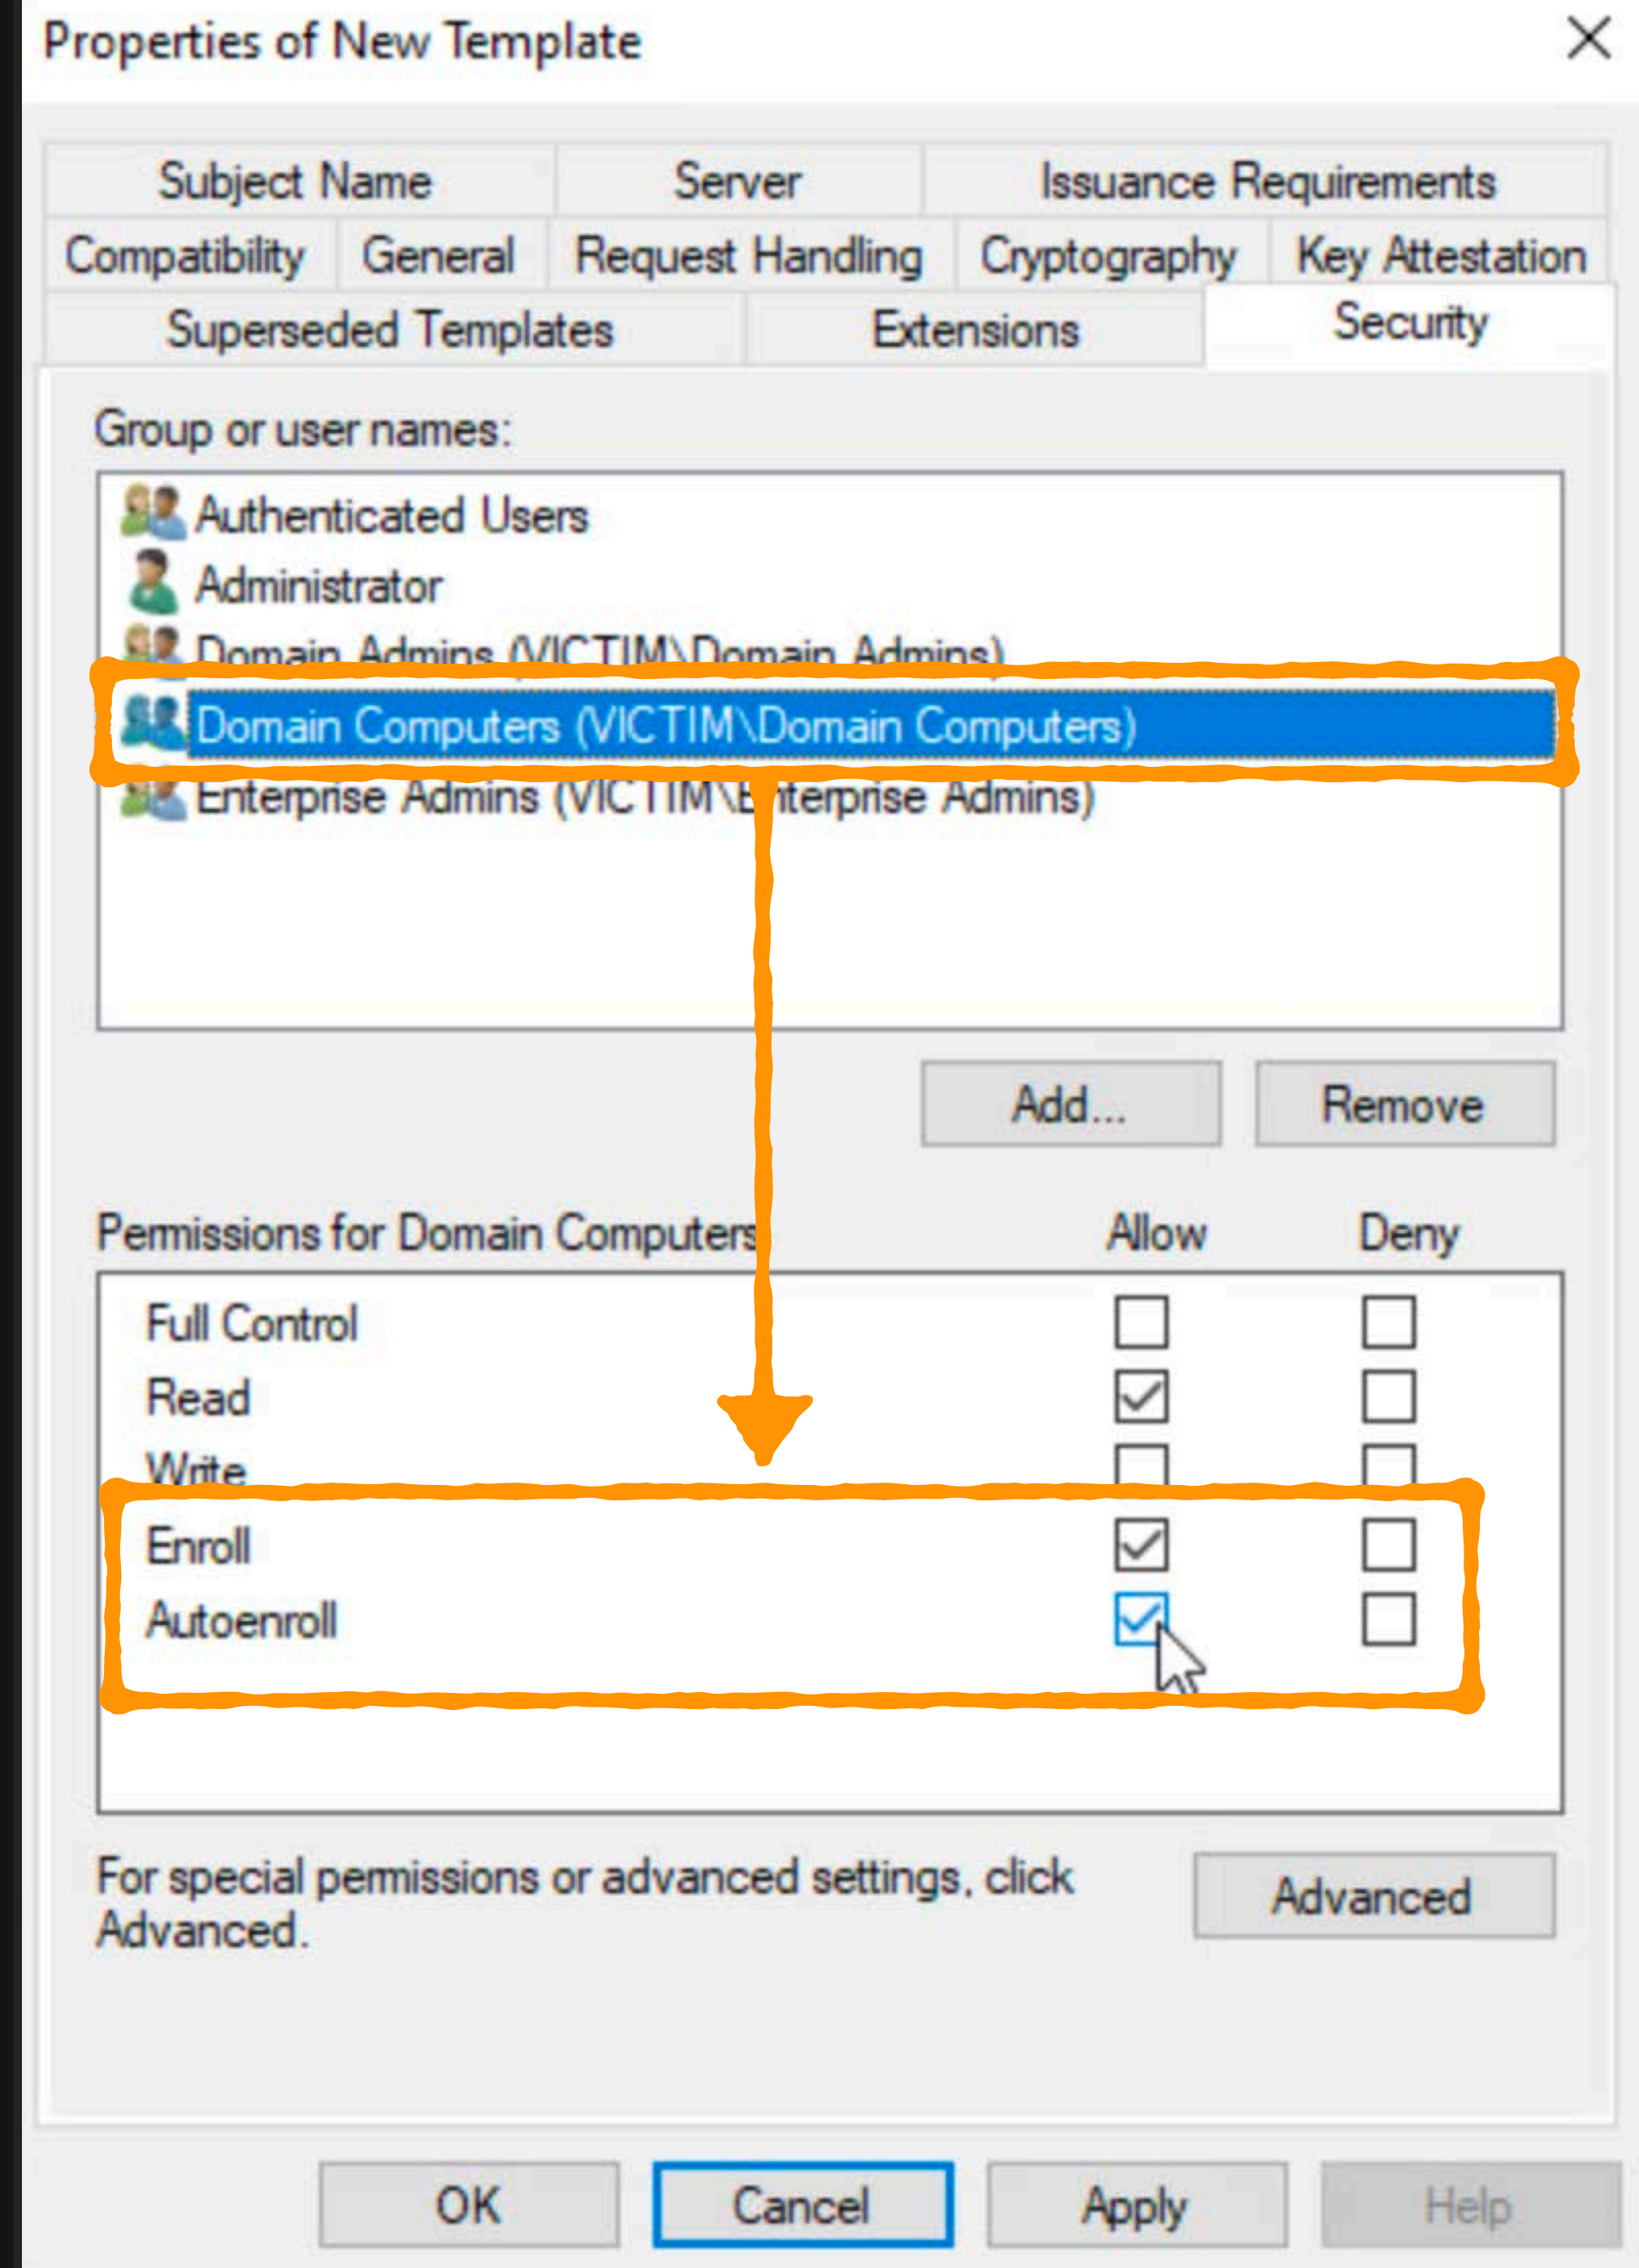 Properties of New Template
Subject Name Server Issuance Requirements
Compatibility General Request Handling Cryptography Key Attestation
Superseded Templates Extensions Security
Group or user names:
Authenticated Users
Administrator
Domain Admins (VICTIM\Domain Admins)
Domain Computers (VICTIM\Domain Computers)
Enterprise Admins (VICTIM\Enterprise Admins)
Add... Remove
Permissions for Domain Computers Allow Deny
Full Control
Read
Write
Enroll
Autoenroll
For special permissions or advanced settings, click
Advanced.
Advanced
OK Cancel Apply Help